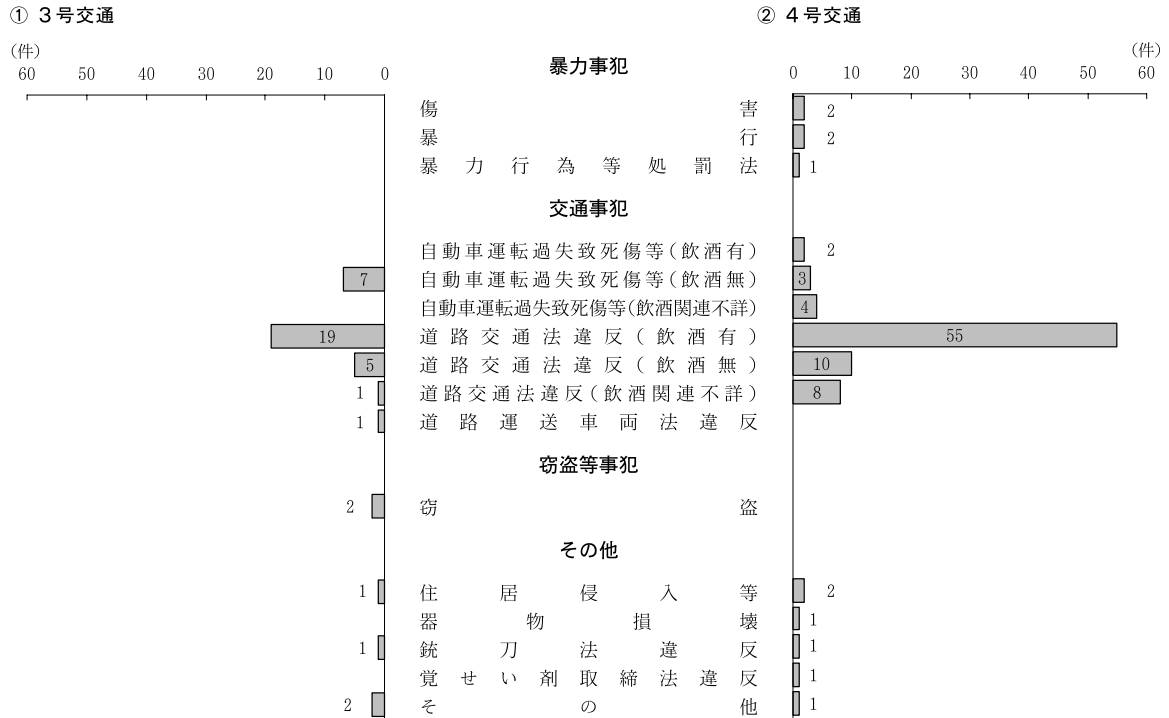 ① 3号交通
② 4号交通
(件)
60 50 40 30 20 10 0
暴力事犯
(件)
0 10 20 30 40 50 60
傷害 2
暴行 2
暴力行為等処罰法 1
交通事犯
自動車運転過失致死傷等(飲酒有) 2
7 自動車運転過失致死傷等(飲酒無) 3
自動車運転過失致死傷等(飲酒関連不詳) 4
19 道路交通法違反(飲酒有) 55
5 道路交通法違反(飲酒無) 10
1 道路交通法違反(飲酒関連不詳) 8
1 道路運送車両法違反
窃盗等事犯
2 窃盗
その他
1 住居侵入等 2
器物損壊 1
1 銃刀法違反 1
覚せい剤取締法違反 1
2 その他 1